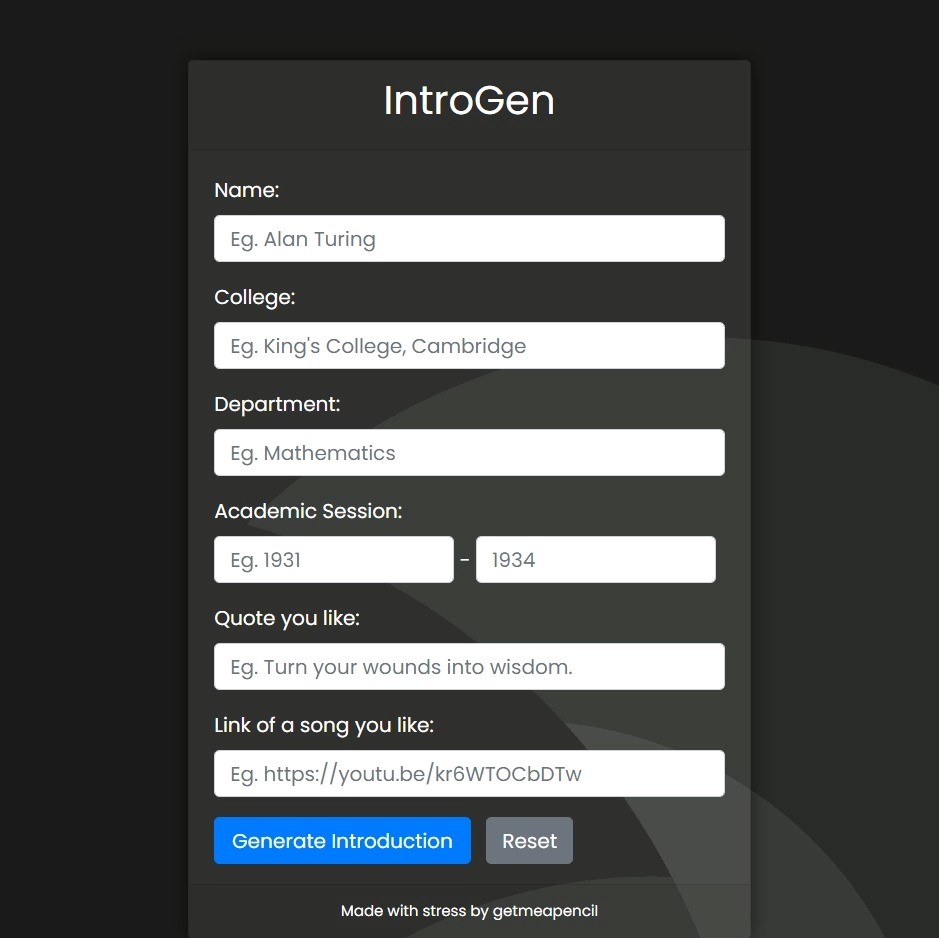 IntroGen
Name:
Eg. Alan Turing
College:
Eg. King's College, Cambridge
Department:
Eg. Mathematics
Academic Session:
Eg. 1931 - 1934
Quote you like:
Eg. Turn your wounds into wisdom.
Link of a song you like:
Eg. https://youtu.be/kr6WTOCbDTw
Generate Introduction Reset
Made with stress by getmeapencil